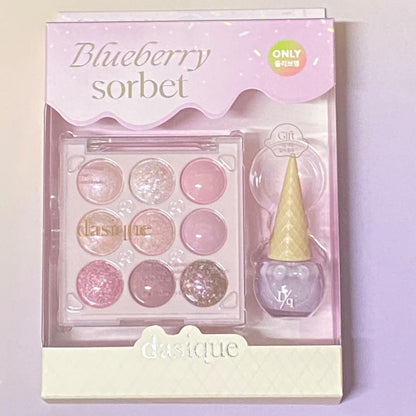 Blueberry
sorbet
ONLY
올리브영
Gift
dasique
D/q
dasique